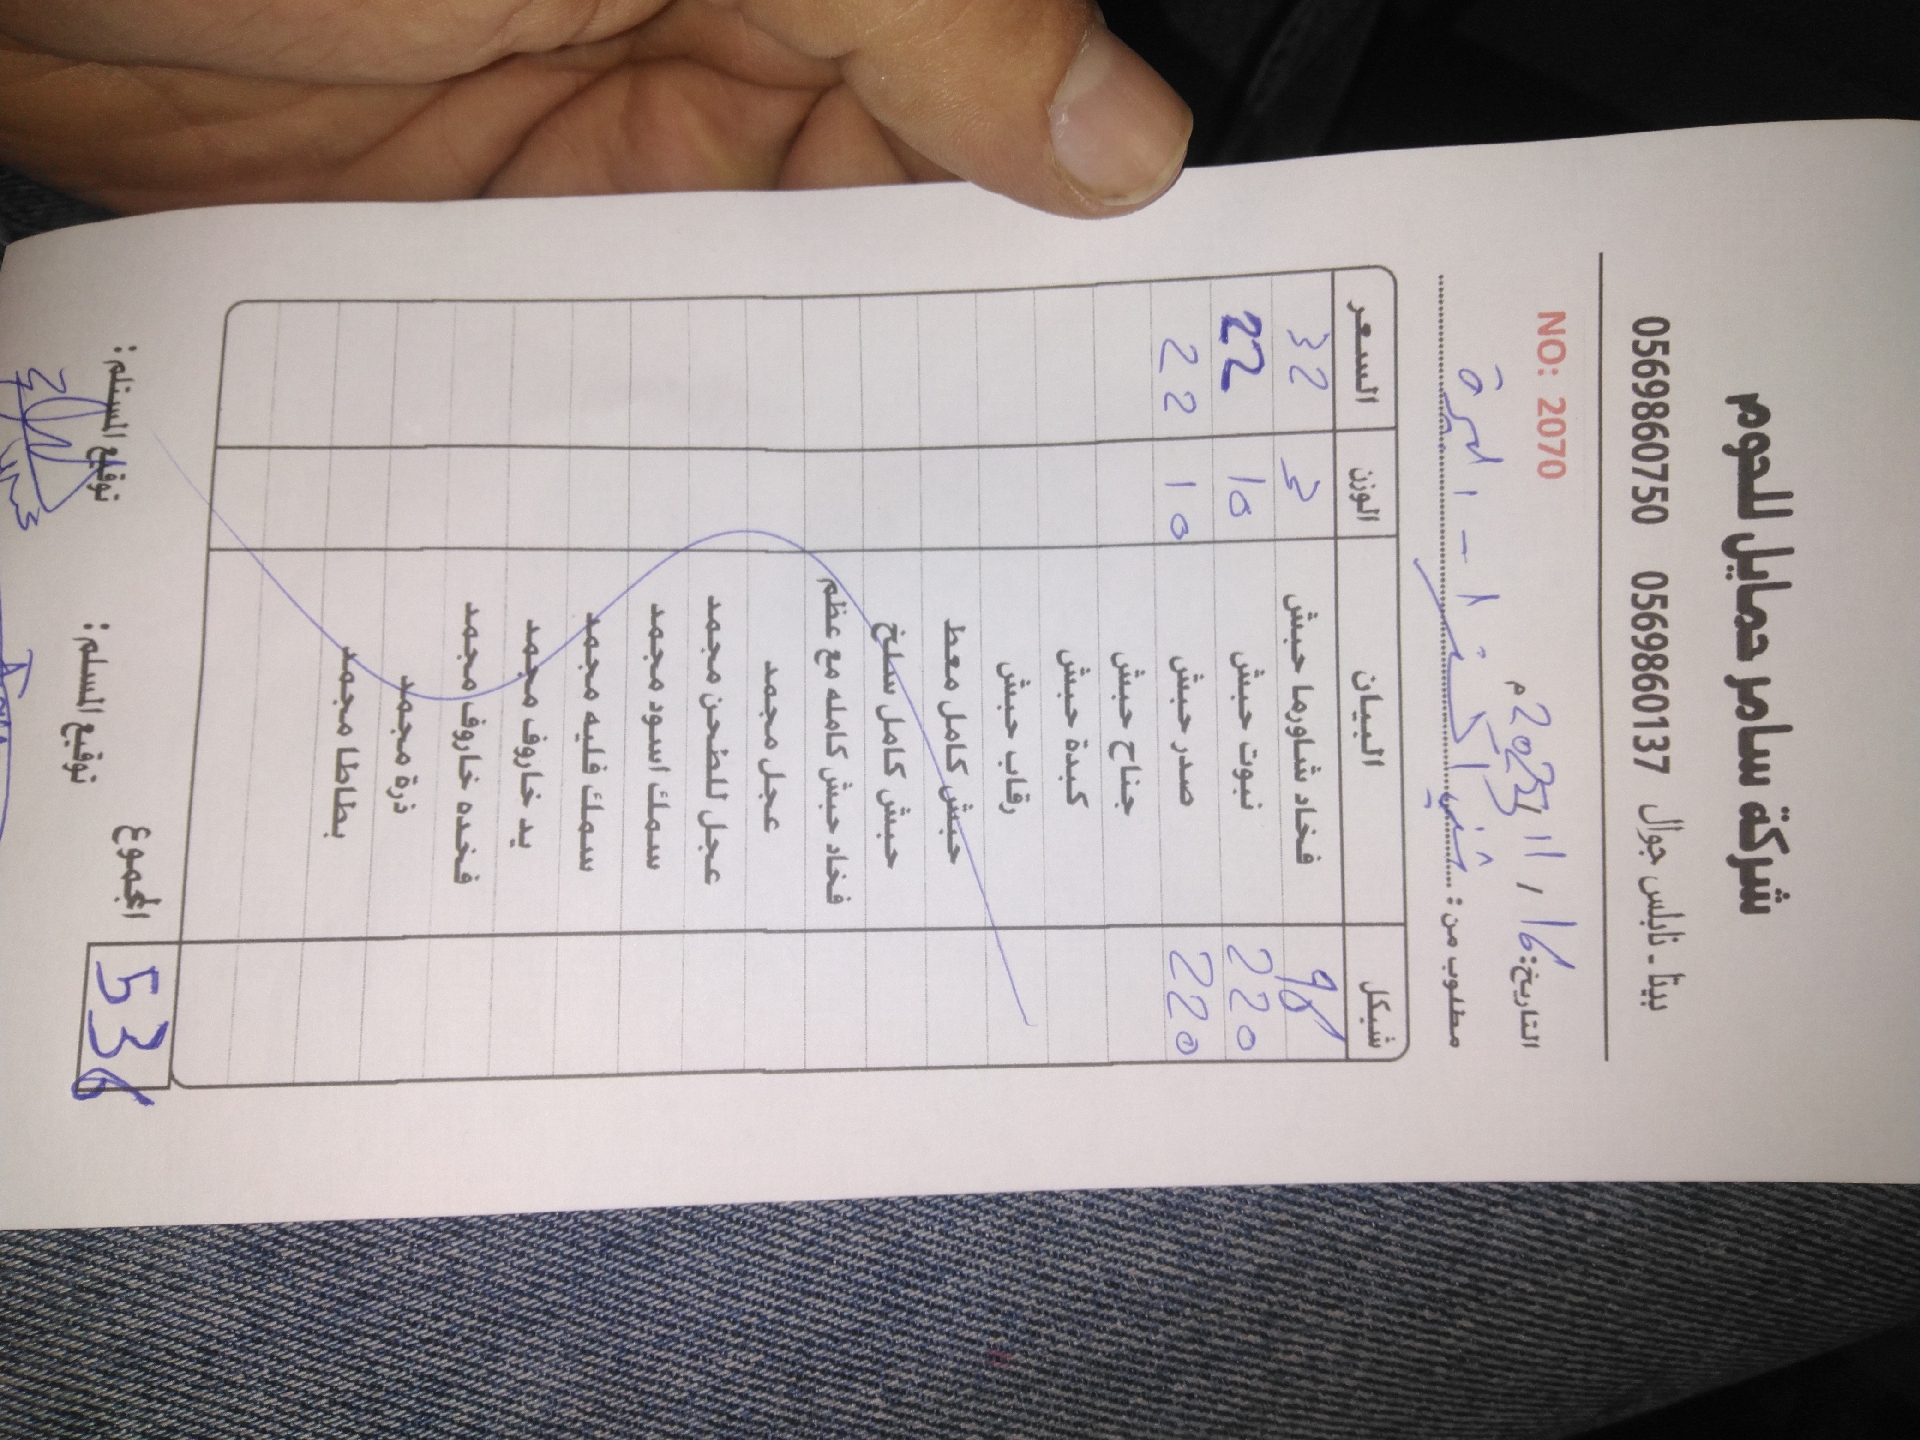 شركة سامر حمايل للحوم
بيتا - نابلس جوال 0569860137 0569860750
NO: 2070
التاريخ: 16 / 11 / 2023م
مطلوب من:
شيكل البيان الوزن السعر
96 فخاد شاورما حبش 3 32
220 نبوت حبش 10 22
220 صدر حبش 10 22
جناح حبش
كبدة حبش
رقاب حبش
حبش كامل معط
حبش كامل سلخ
فخاد حبش كامله مع عظم
عجل مجمد
عجل للطحن مجمد
سمك اسود مجمد
سمك فليه مجمد
يد خاروف مجمد
فخده خاروف مجمد
ذرة مجمد
بطاطا مجمد
المجموع 536
توقيع المسلم: توقيع المستلم: